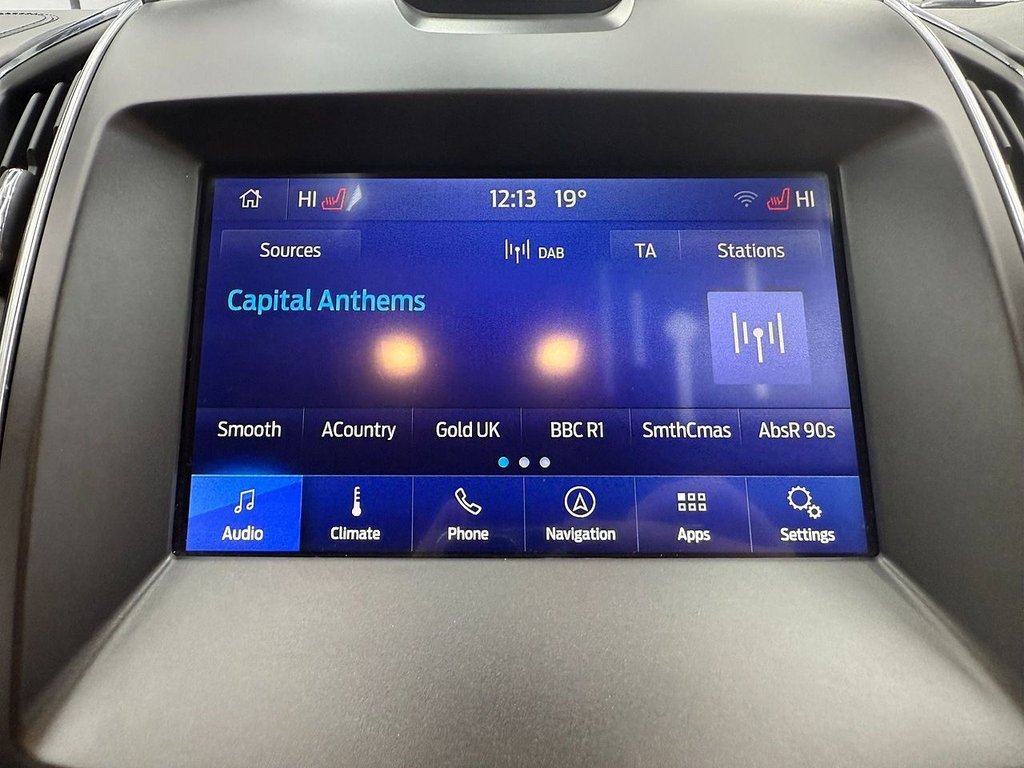 HI 12:13 19° HI
Sources DAB TA Stations
Capital Anthems
Smooth ACountry Gold UK BBC R1 SmthCmas AbsR 90s
Audio Climate Phone Navigation Apps Settings